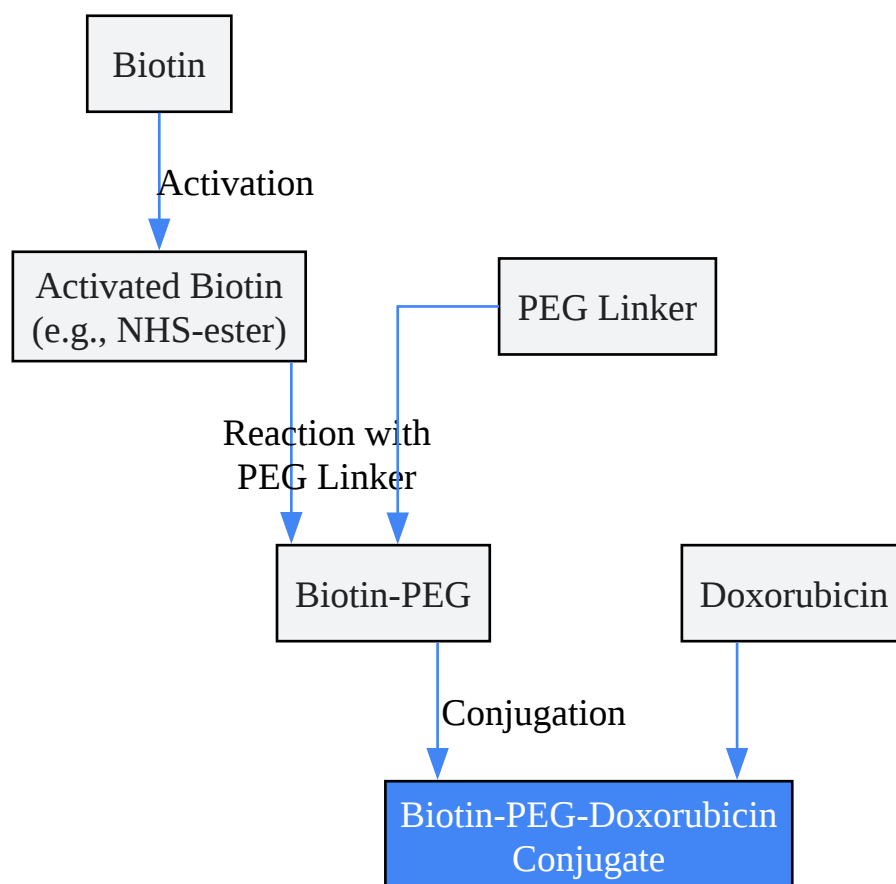 Biotin
Activation
Activated Biotin
(e.g., NHS-ester)
PEG Linker
Reaction with
PEG Linker
Biotin-PEG
Doxorubicin
Conjugation
Biotin-PEG-Doxorubicin
Conjugate